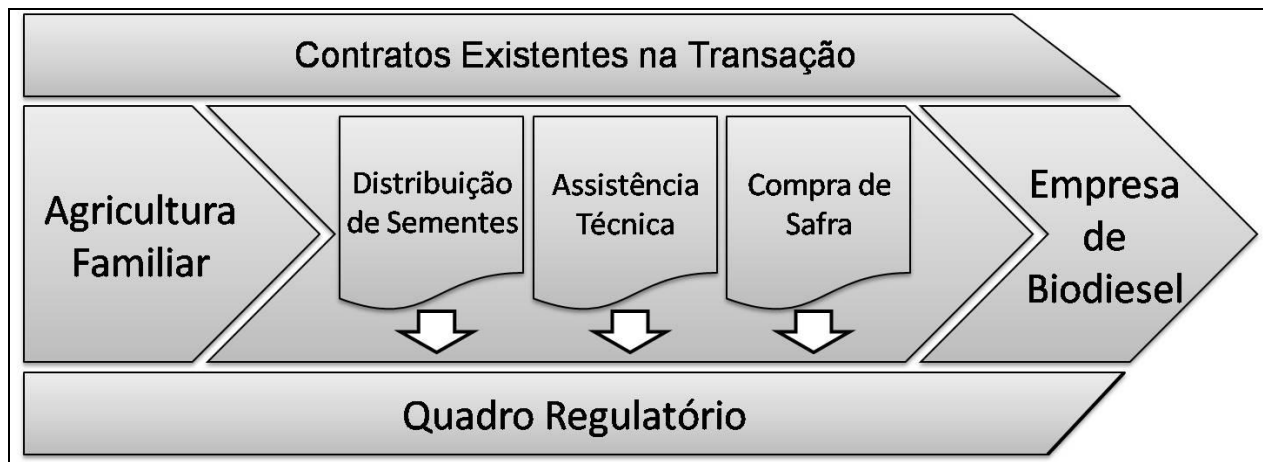 Contratos Existentes na Transação
Agricultura
Familiar
Distribuição
de Sementes
Assistência
Técnica
Compra de
Safra
Empresa
de
Biodiesel
Quadro Regulatório